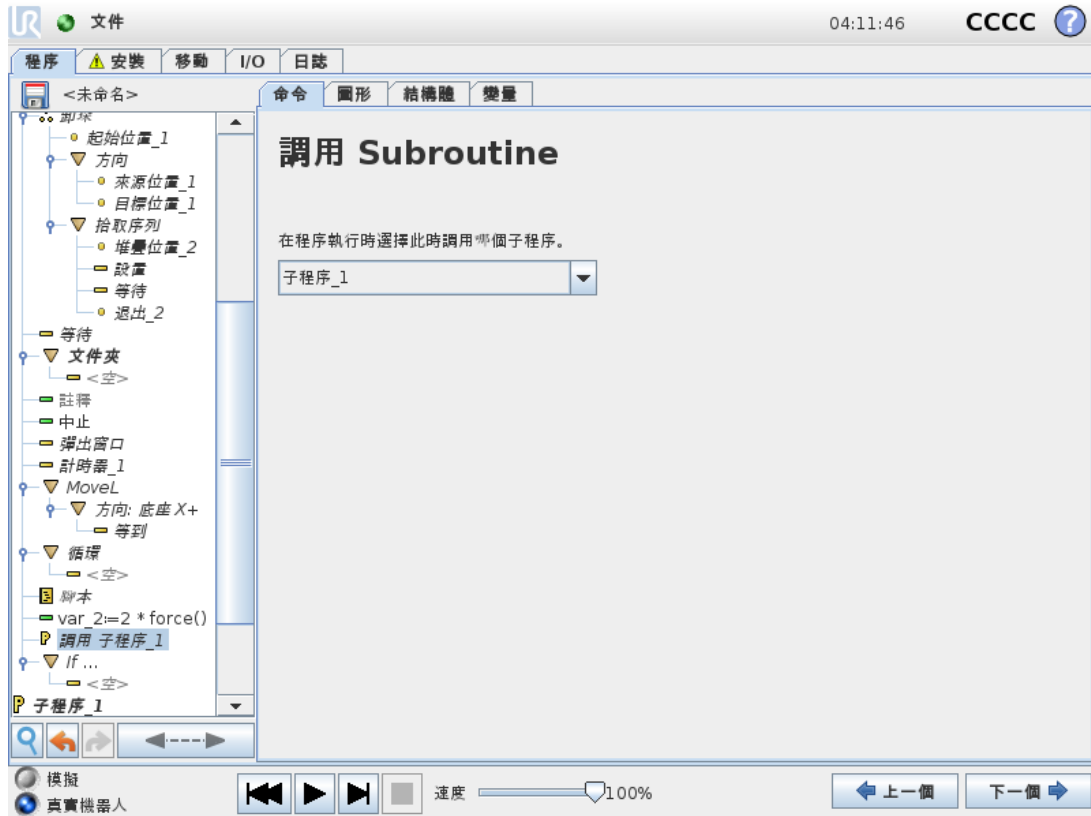 UR 文件 04:11:46 CCCC ?
程序 安裝 移動 I/O 日誌
<未命名> 命令 圖形 結構體 變量
卸垛
起始位置_1
方向
來源位置_1
目標位置_1
拾取序列
堆疊位置_2
設置
等待
退出_2
等待
文件夾
<空>
註釋
中止
彈出窗口
計時器_1
MoveL
方向: 底座 X+
等到
循環
<空>
腳本
var_2:=2 * force()
調用 子程序_1
If ...
<空>
P 子程序_1
調用 Subroutine
在程序執行時選擇此時調用哪個子程序。
子程序_1
模擬
真實機器人
速度 100%
上一個 下一個